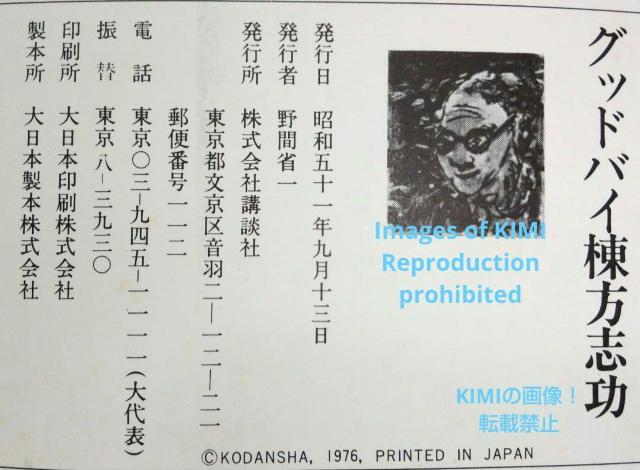 グッドバイ棟方志功
発行日　昭和五十一年九月十三日
発行者　野間省一
発行所　株式会社講談社
東京都文京区音羽二―一二―二一
郵便番号一一二
電　話　東京〇三―九四五―一一一一(大代表)
振　替　東京　八―三九三〇
印刷所　大日本印刷株式会社
製本所　大日本製本株式会社
©KODANSHA, 1976, PRINTED IN JAPAN
Images of KIMI
Reproduction
prohibited
KIMIの画像！
転載禁止